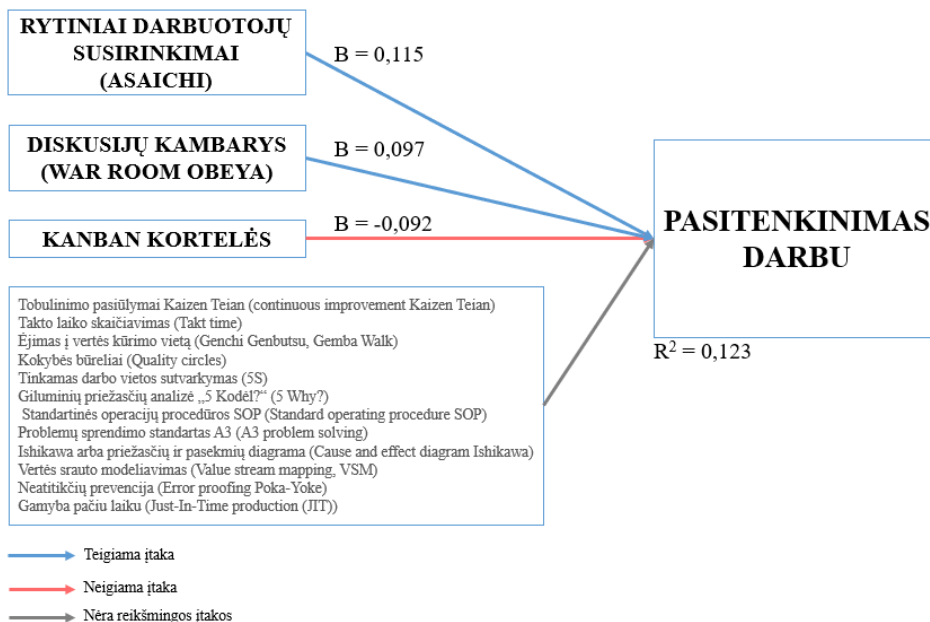 RYTINIAI DARBUOTOJŲ
SUSIRINKIMAI
(ASAICHI)
B = 0,115
DISKUSIJŲ KAMBARYS
(WAR ROOM OBEYA)
B = 0,097
KANBAN KORTELĖS
B = -0,092
PASITENKINIMAS
DARBU
R² = 0,123
Tobulinimo pasiūlymai Kaizen Teian (continuous improvement Kaizen Teian)
Takto laiko skaičiavimas (Takt time)
Ėjimas į vertės kūrimo vietą (Genchi Genbutsu, Gemba Walk)
Kokybės būreliai (Quality circles)
Tinkamas darbo vietos sutvarkymas (5S)
Giluminių priežasčių analizė „5 Kodėl?“ (5 Why?)
Standartinės operacijų procedūros SOP (Standard operating procedure SOP)
Problemų sprendimo standartas A3 (A3 problem solving)
Ishikawa arba priežasčių ir pasekmių diagrama (Cause and effect diagram Ishikawa)
Vertės srauto modeliavimas (Value stream mapping, VSM)
Neatitikčių prevencija (Error proofing Poka-Yoke)
Gamyba pačiu laiku (Just-In-Time production (JIT))
Teigiama įtaka
Neigiama įtaka
Nėra reikšmingos įtakos